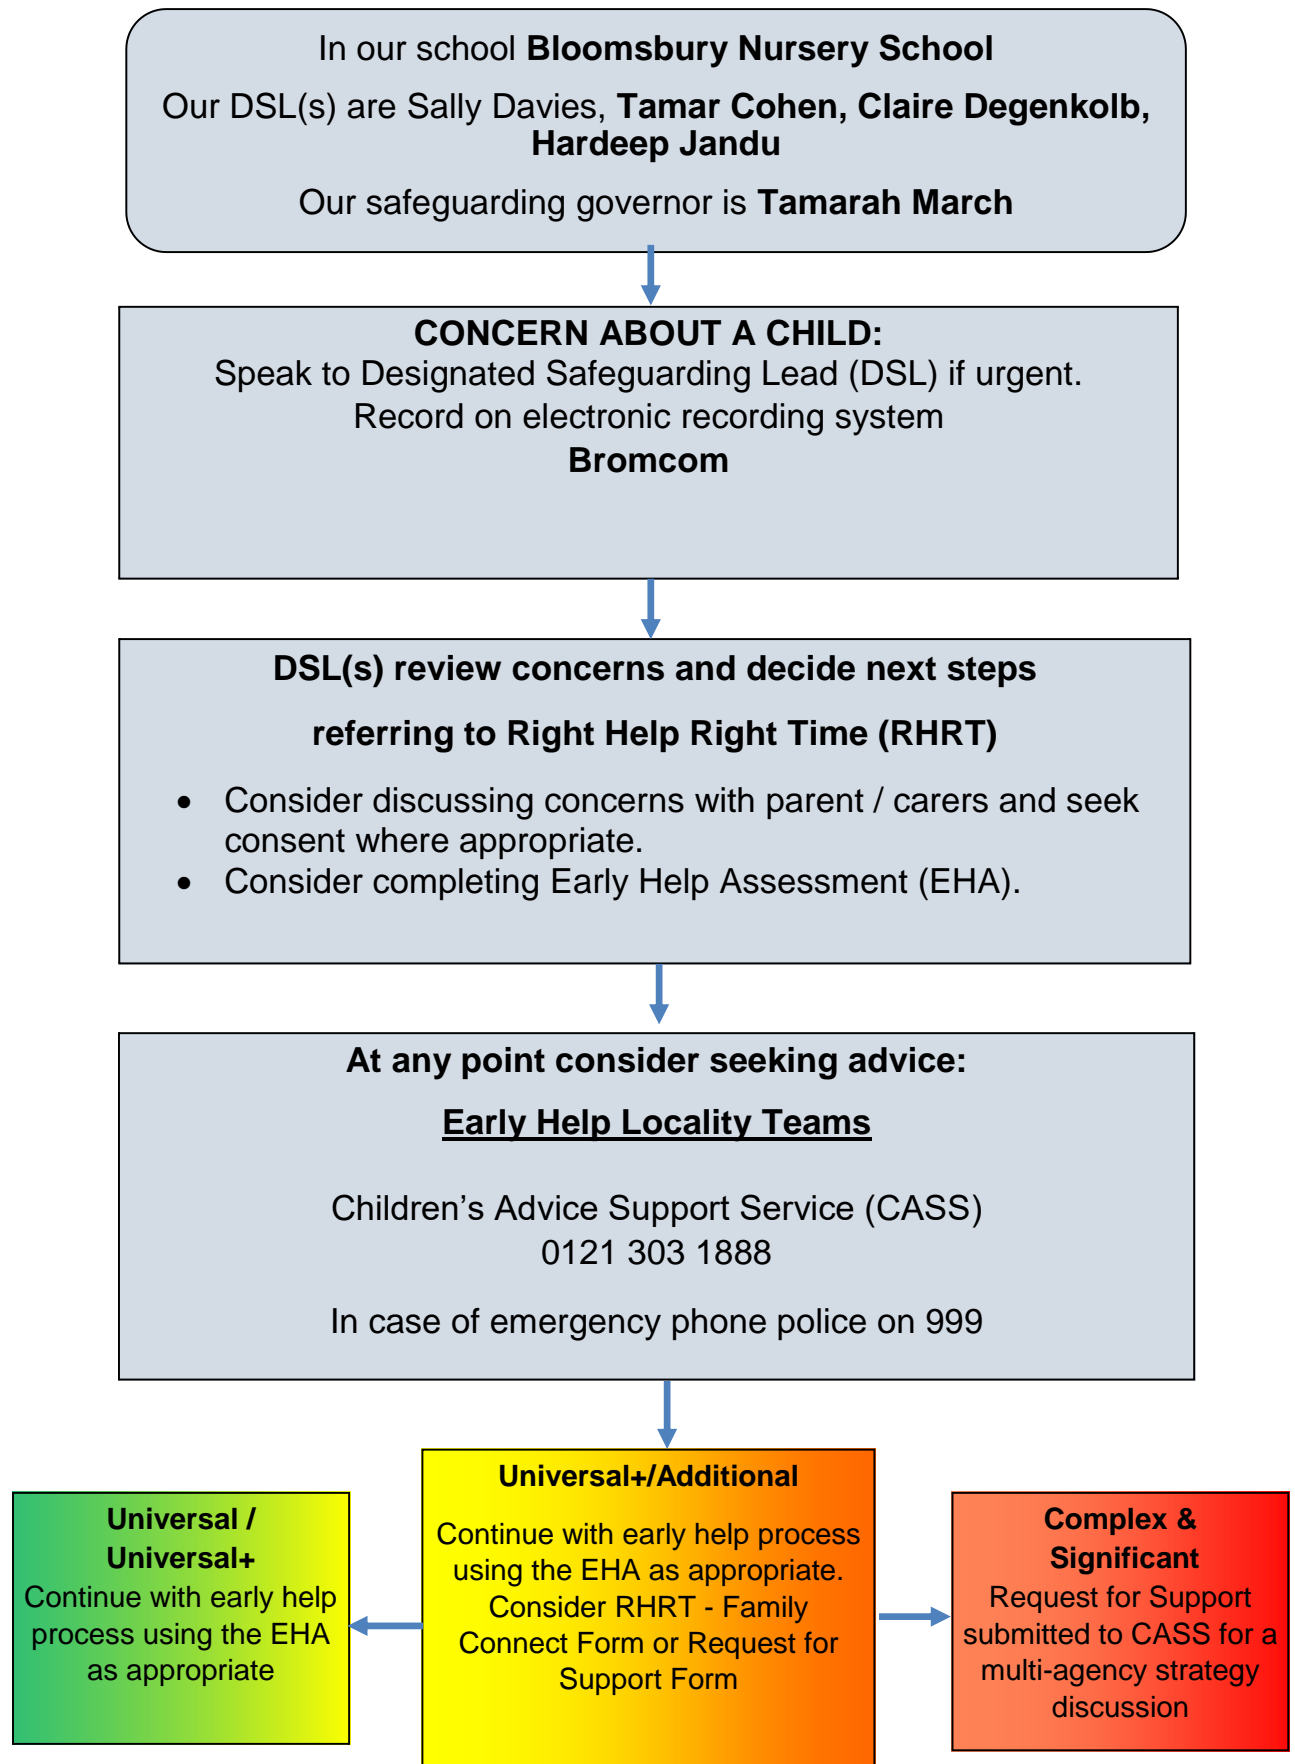 In our school Bloomsbury Nursery School
Our DSL(s) are Sally Davies, Tamar Cohen, Claire Degenkolb,
Hardeep Jandu
Our safeguarding governor is Tamarah March
CONCERN ABOUT A CHILD:
Speak to Designated Safeguarding Lead (DSL) if urgent.
Record on electronic recording system
Bromcom
DSL(s) review concerns and decide next steps
referring to Right Help Right Time (RHRT)
• Consider discussing concerns with parent / carers and seek
consent where appropriate.
• Consider completing Early Help Assessment (EHA).
At any point consider seeking advice:
Early Help Locality Teams
Children’s Advice Support Service (CASS)
0121 303 1888
In case of emergency phone police on 999
Universal /
Universal+
Continue with early help
process using the EHA
as appropriate
Universal+/Additional
Continue with early help process
using the EHA as appropriate.
Consider RHRT - Family
Connect Form or Request for
Support Form
Complex &
Significant
Request for Support
submitted to CASS for a
multi-agency strategy
discussion